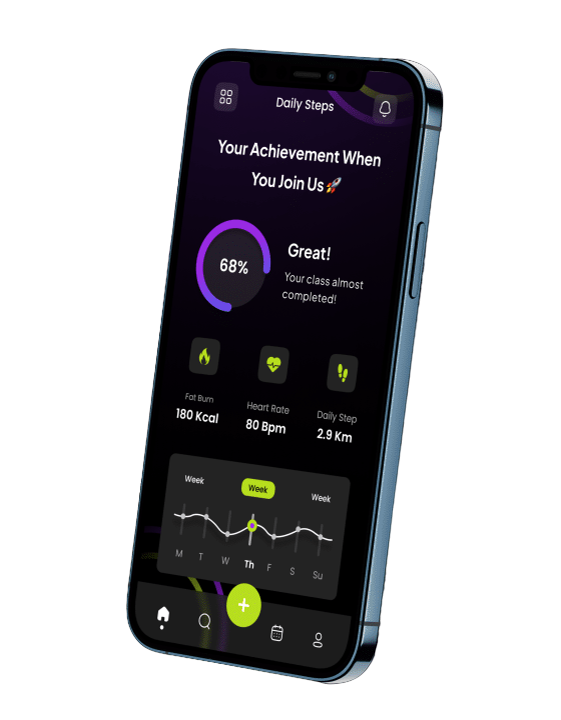 Daily Steps
Your Achievement When
You Join Us 🚀
68%
Great!
Your class almost
completed!
Fat Burn
180 Kcal
Heart Rate
80 Bpm
Daily Step
2.9 Km
Week
Week
Week
M T W Th F S Su